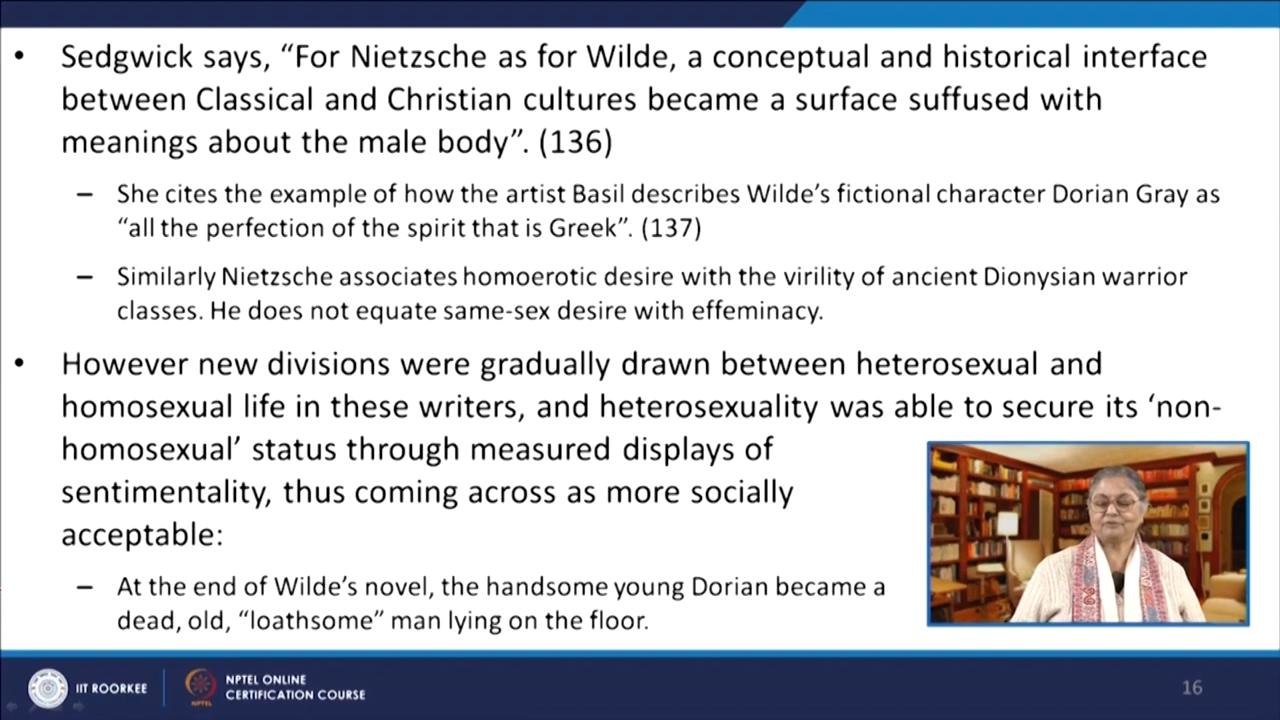 • Sedgwick says, “For Nietzsche as for Wilde, a conceptual and historical interface
between Classical and Christian cultures became a surface suffused with
meanings about the male body”. (136)
– She cites the example of how the artist Basil describes Wilde’s fictional character Dorian Gray as
“all the perfection of the spirit that is Greek”. (137)
– Similarly Nietzsche associates homoerotic desire with the virility of ancient Dionysian warrior
classes. He does not equate same-sex desire with effeminacy.
• However new divisions were gradually drawn between heterosexual and
homosexual life in these writers, and heterosexuality was able to secure its ‘non-
homosexual’ status through measured displays of
sentimentality, thus coming across as more socially
acceptable:
– At the end of Wilde’s novel, the handsome young Dorian became a
dead, old, “loathsome” man lying on the floor.
IIT ROORKEE
NPTEL
NPTEL ONLINE
CERTIFICATION COURSE
16